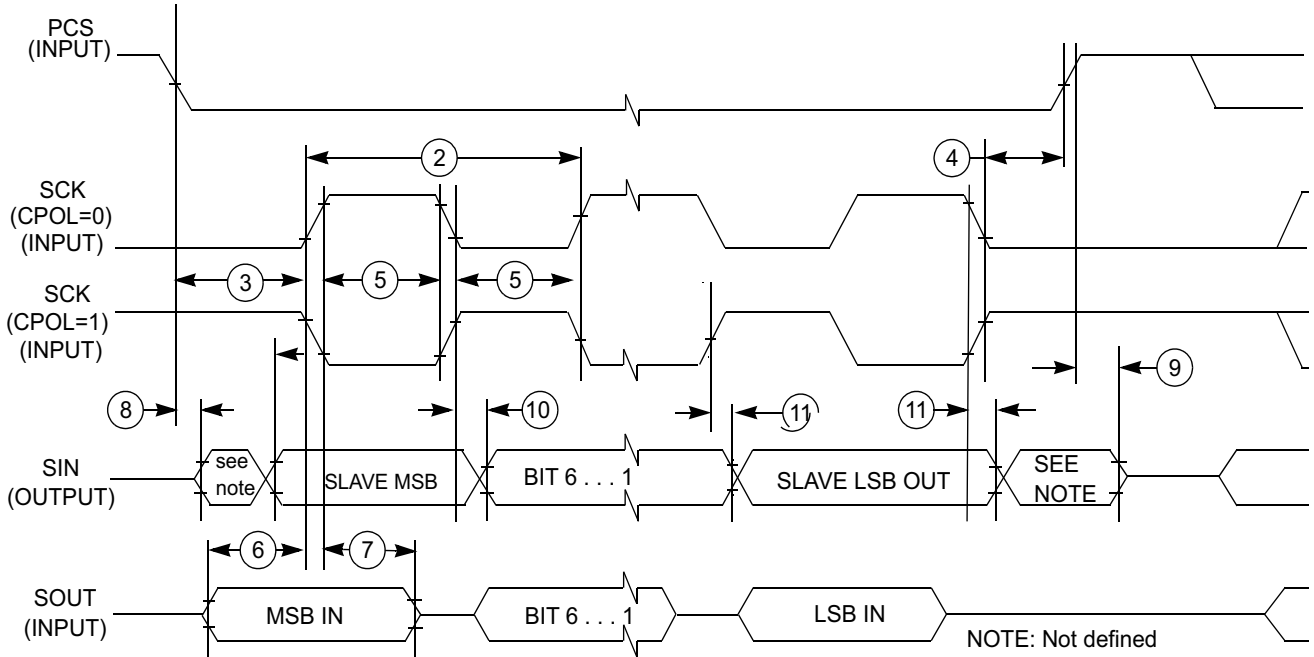 PCS
(INPUT)
2
4
SCK
(CPOL=0)
(INPUT)
3
5
5
SCK
(CPOL=1)
(INPUT)
8
10
11
11
9
SIN
(OUTPUT)
see
note
SLAVE MSB
BIT 6 . . . 1
SLAVE LSB OUT
SEE
NOTE
6
7
SOUT
(INPUT)
MSB IN
BIT 6 . . . 1
LSB IN
NOTE: Not defined